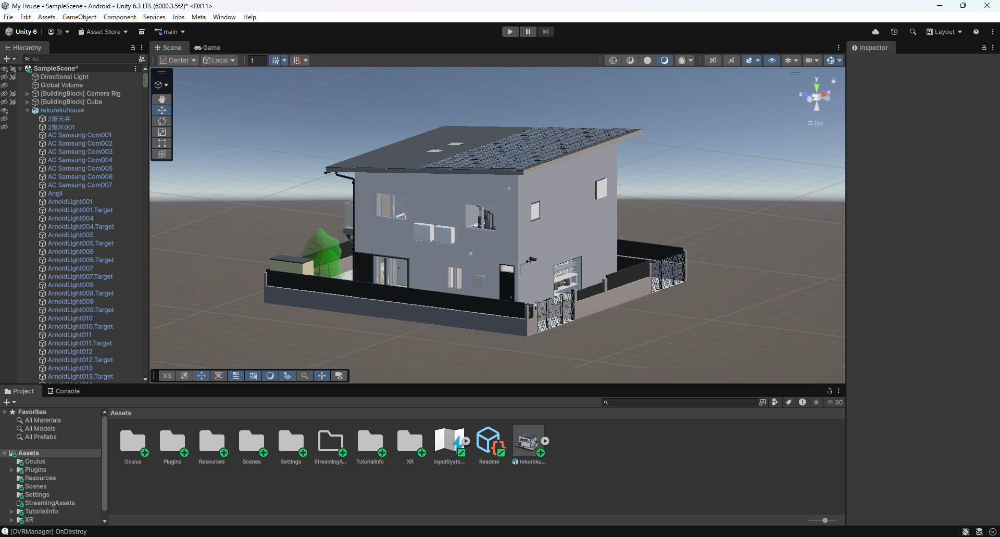 My House - SampleScene - Android - Unity 6.3 LTS (6000.3.5f2)* <DX11>
File Edit Assets GameObject Component Services Jobs Meta Window Help
Unity 6 藤 Asset Store main Layout
Hierarchy
Scene Game
Inspector
All
Center Local 1 2D
SampleScene*
Directional Light
Global Volume
[BuildingBlock] Camera Rig
[BuildingBlock] Cube
rekurekuhouse
2階天井
2階床001
AC Samsung Com001
AC Samsung Com002
AC Samsung Com003
AC Samsung Com004
AC Samsung Com005
AC Samsung Com006
AC Samsung Com007
Angli
ArnoldLight001
ArnoldLight001.Target
ArnoldLight004
ArnoldLight004.Target
ArnoldLight005
ArnoldLight005.Target
ArnoldLight006
ArnoldLight006.Target
ArnoldLight007
ArnoldLight007.Target
ArnoldLight008
ArnoldLight008.Target
ArnoldLight009
ArnoldLight009.Target
ArnoldLight010
ArnoldLight010.Target
ArnoldLight011
ArnoldLight011.Target
ArnoldLight012
ArnoldLight012.Target
ArnoldLight013
ArnoldLight013.Target
y
z x
Iso
XB
Project Console
30
Favorites
All Materials
All Models
All Prefabs
Assets
Oculus
Plugins
Resources
Scenes
Settings
StreamingAssets
TutorialInfo
XR
Assets
Oculus Plugins Resources Scenes Settings StreamingA... TutorialInfo XR InputSyste... Readme rekureku...
[OVRManager] OnDestroy